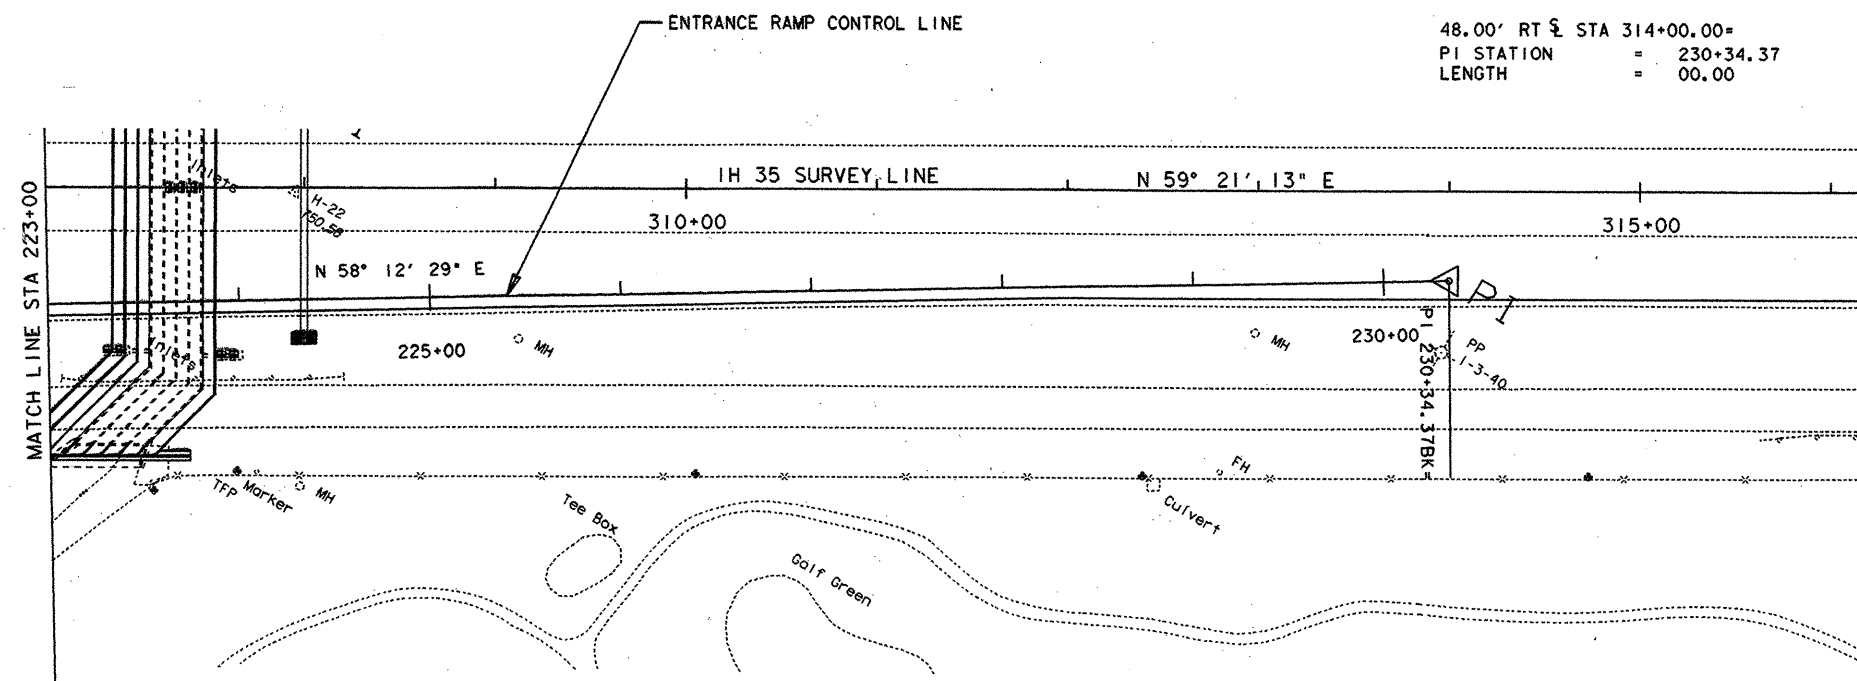 ENTRANCE RAMP CONTROL LINE
48.00' RT ℄ STA 314+00.00=
PI STATION = 230+34.37
LENGTH = 00.00
MATCH LINE STA 223+00
Inlets
H-22
750.58
IH 35 SURVEY LINE
N 59° 21' 13" E
310+00
315+00
N 58° 12' 29" E
PI
225+00
MH
MH
230+00
PI 230+34.37BK=
PP
1-3-40
Inlets
TFP Marker
MH
Tee Box
FH
Culvert
Golf Green